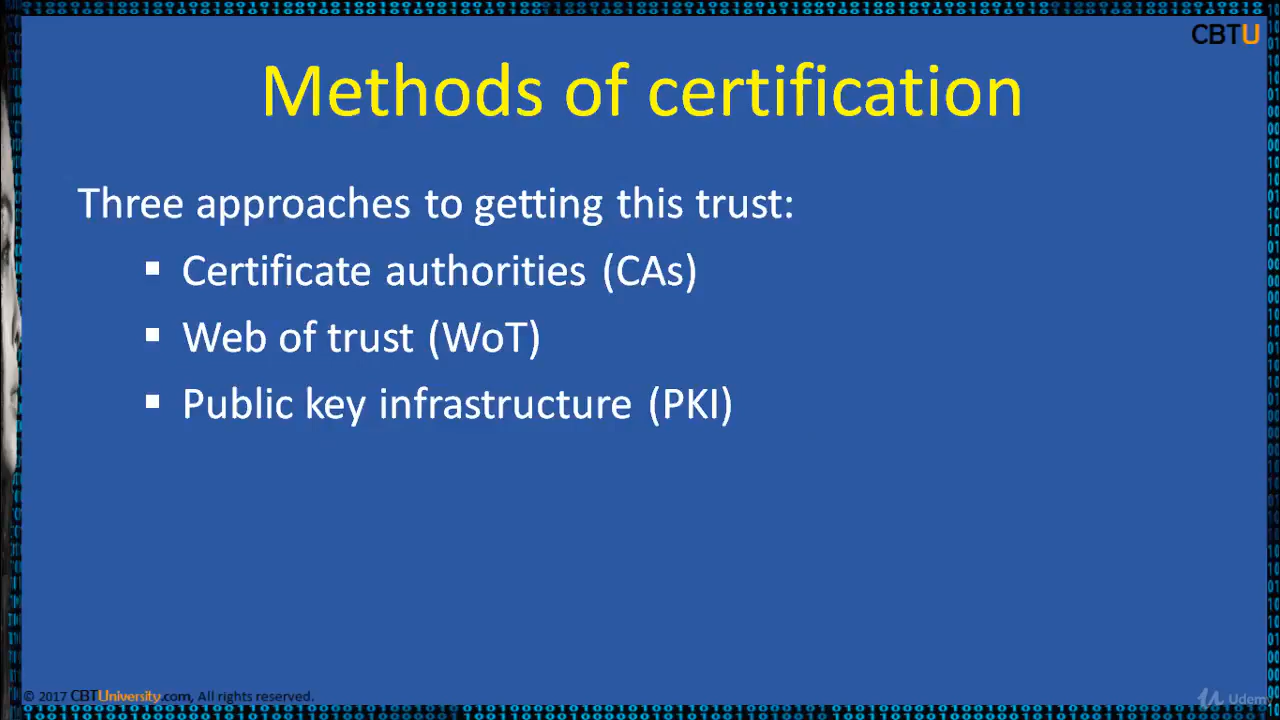 CBTU
Methods of certification
Three approaches to getting this trust:
▪ Certificate authorities (CAs)
▪ Web of trust (WoT)
▪ Public key infrastructure (PKI)
© 2017 CBTUniversity.com, All rights reserved.
Udemy